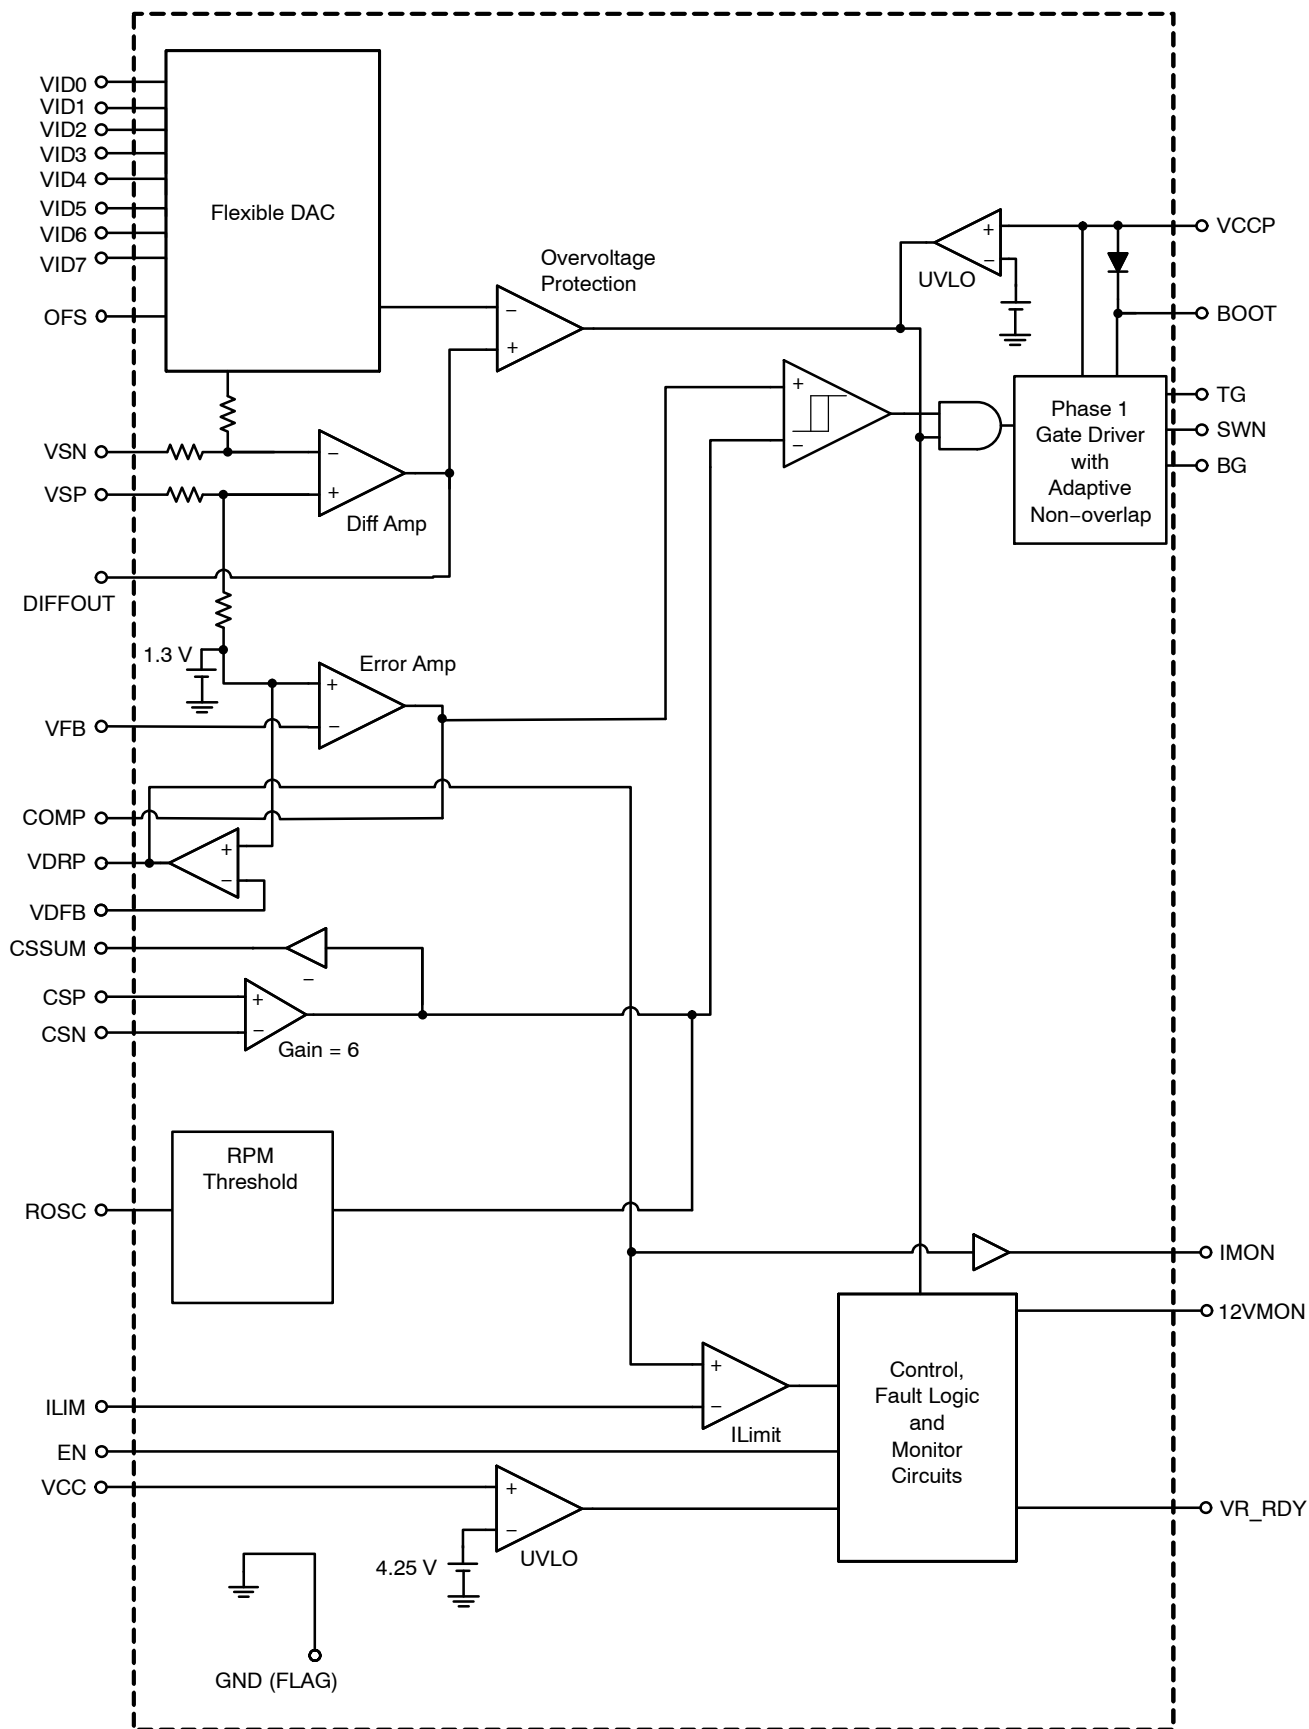 VID0
VID1
VID2
VID3
VID4
VID5
VID6
VID7
OFS
Flexible DAC
Overvoltage
Protection
+
−
UVLO
VCCP
BOOT
−
+
+
−
Phase 1
Gate Driver
with
Adaptive
Non−overlap
TG
SWN
BG
VSN
VSP
−
+
Diff Amp
DIFFOUT
1.3 V
Error Amp
+
−
VFB
COMP
VDRP
+
−
VDFB
CSSUM
−
CSP
CSN
+
−
Gain = 6
RPM
Threshold
ROSC
IMON
12VMON
Control,
Fault Logic
and
Monitor
Circuits
+
−
ILimit
ILIM
EN
VCC
+
−
UVLO
4.25 V
VR_RDY
GND (FLAG)